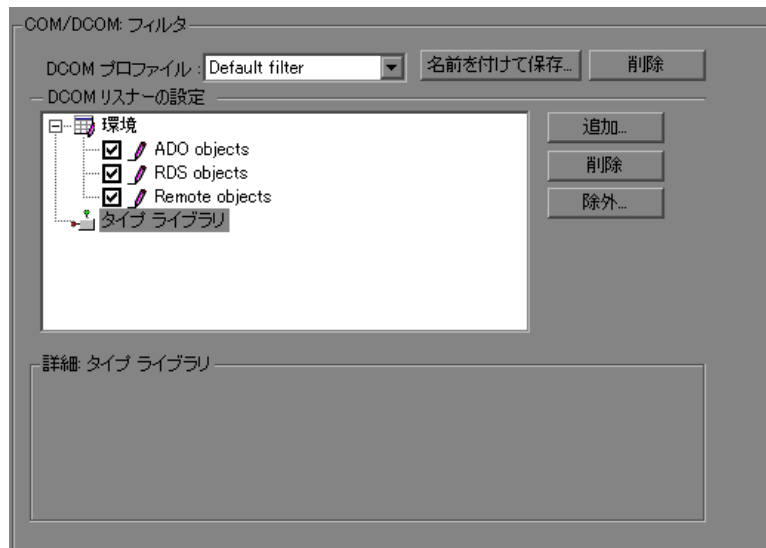 COM/DCOM: フィルタ
DCOM プロファイル : Default filter 名前を付けて保存... 削除
DCOM リスナーの設定
環境
ADO objects
RDS objects
Remote objects
タイプ ライブラリ
追加...
削除
除外...
詳細: タイプ ライブラリ